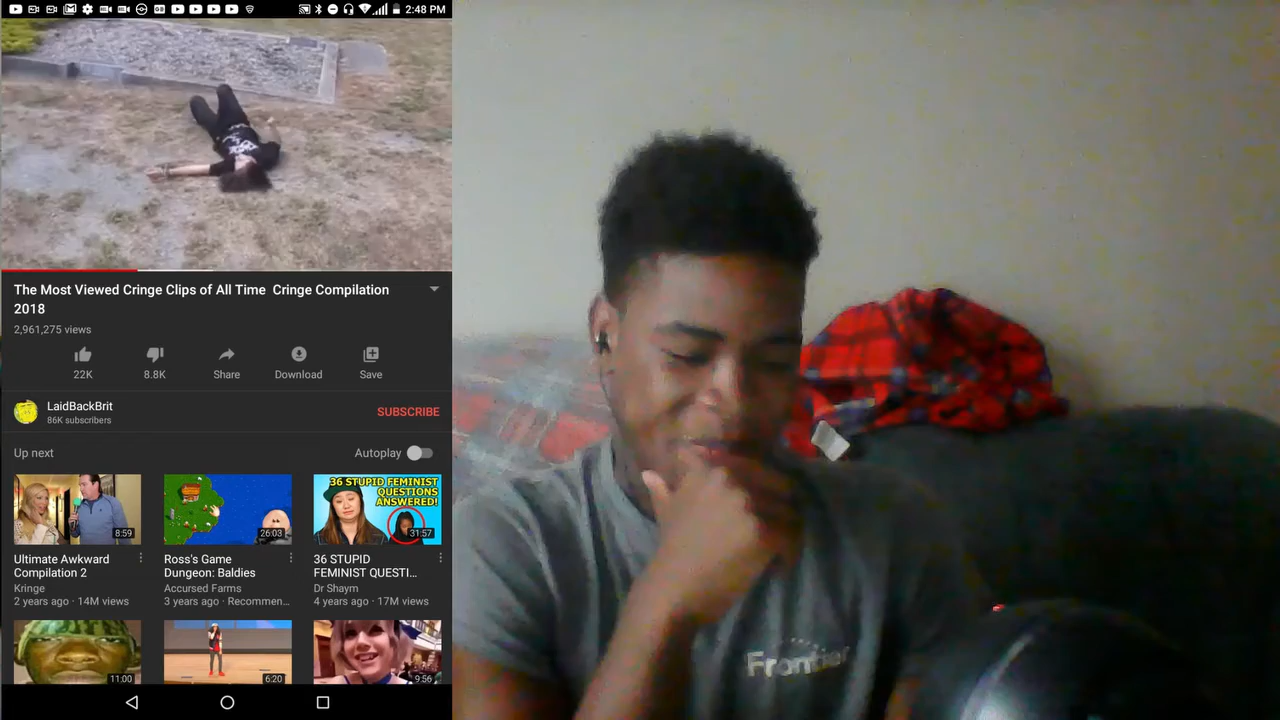 2:48 PM
The Most Viewed Cringe Clips of All Time Cringe Compilation
2018
2,961,275 views
22K
8.8K
Share
Download
Save
LaidBackBrit
86K subscribers
SUBSCRIBE
Up next
Autoplay
8:59
26:03
36 STUPID FEMINIST
QUESTIONS
ANSWERED!
31:57
Ultimate Awkward
Compilation 2
Kringe
2 years ago · 14M views
Ross's Game
Dungeon: Baldies
Accursed Farms
3 years ago · Recommen...
36 STUPID
FEMINIST QUESTI...
Dr Shaym
4 years ago · 17M views
11:00
6:20
9:56
Frontier